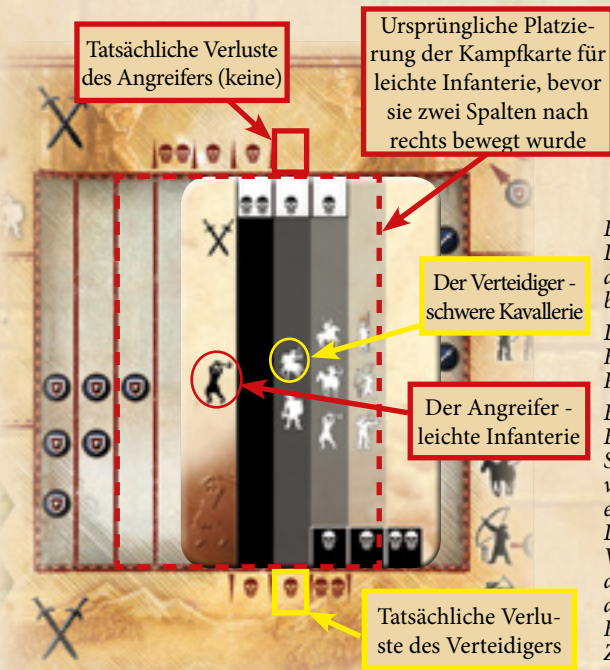 Tatsächliche Verluste
des Angreifers (keine)
Ursprüngliche Platzie-
rung der Kampfkarte für
leichte Infanterie, bevor
sie zwei Spalten nach
rechts bewegt wurde
Der Verteidiger -
schwere Kavallerie
Der Angreifer -
leichte Infanterie
Tatsächliche Verlu-
ste des Verteidigers